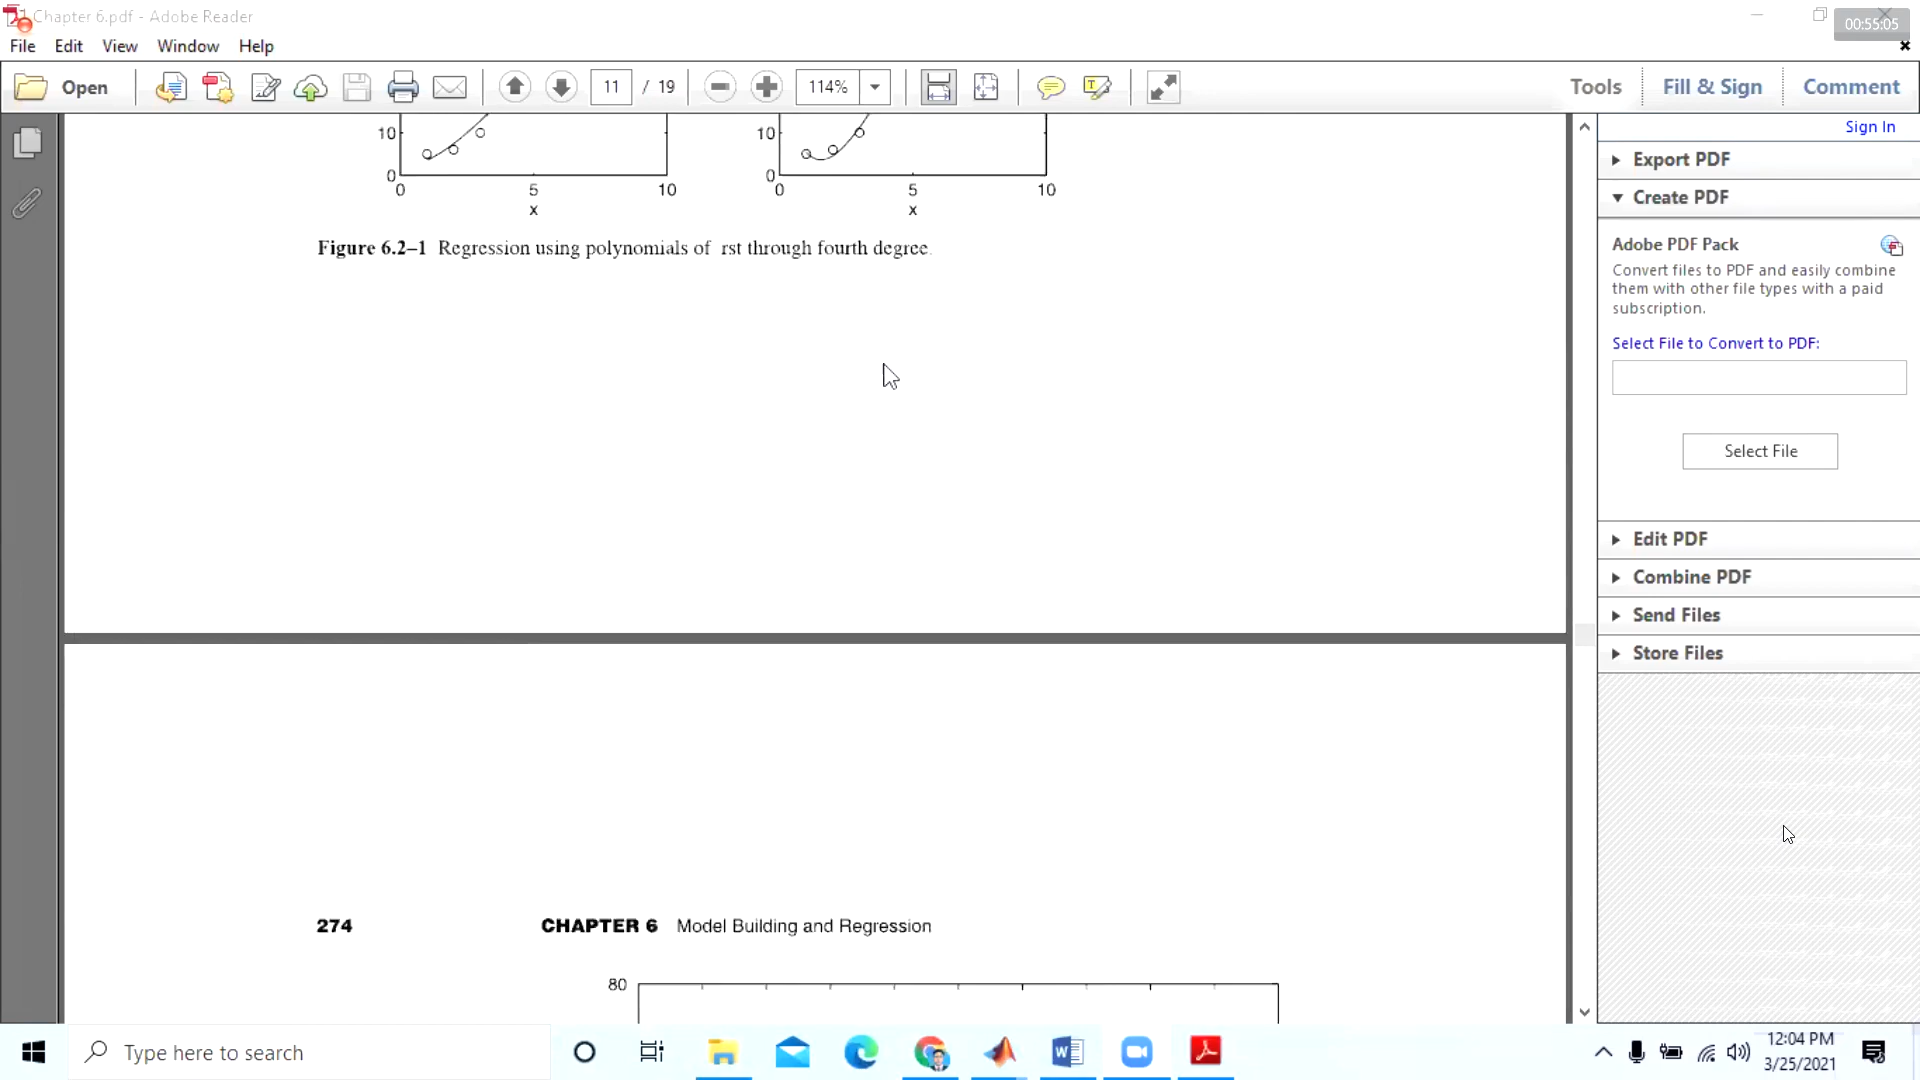 Chapter 6.pdf - Adobe Reader
00:55:05
File Edit View Window Help
Open 11 / 19 114% Tools Fill & Sign Comment
Sign In
10 10
0 0
0 5 10 0 5 10
x x
Figure 6.2–1 Regression using polynomials of rst through fourth degree.
Export PDF
Create PDF
Adobe PDF Pack
Convert files to PDF and easily combine
them with other file types with a paid
subscription.
Select File to Convert to PDF:
Select File
Edit PDF
Combine PDF
Send Files
Store Files
274 CHAPTER 6 Model Building and Regression
80
Type here to search
12:04 PM
3/25/2021